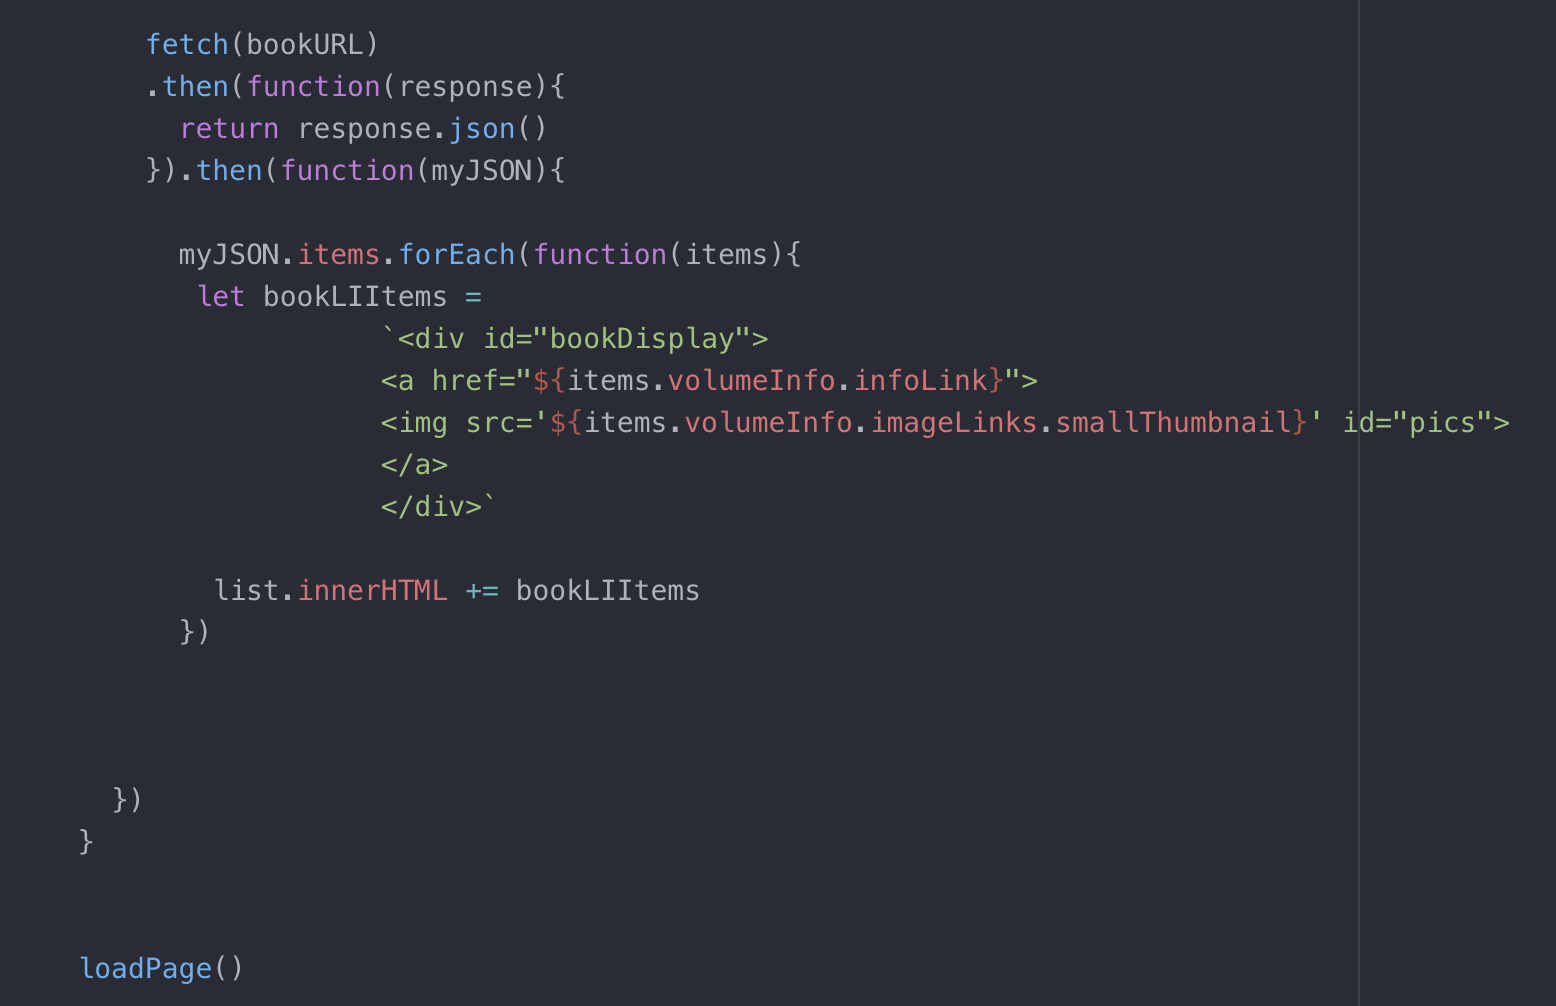 fetch(bookURL)
.then(function(response){
return response.json()
}).then(function(myJSON){
myJSON.items.forEach(function(items){
let bookLIItems =
`<div id="bookDisplay">
<a href="${items.volumeInfo.infoLink}">
<img src='${items.volumeInfo.imageLinks.smallThumbnail}' id="pics">
</a>
</div>`
list.innerHTML += bookLIItems
})
})
}
loadPage()